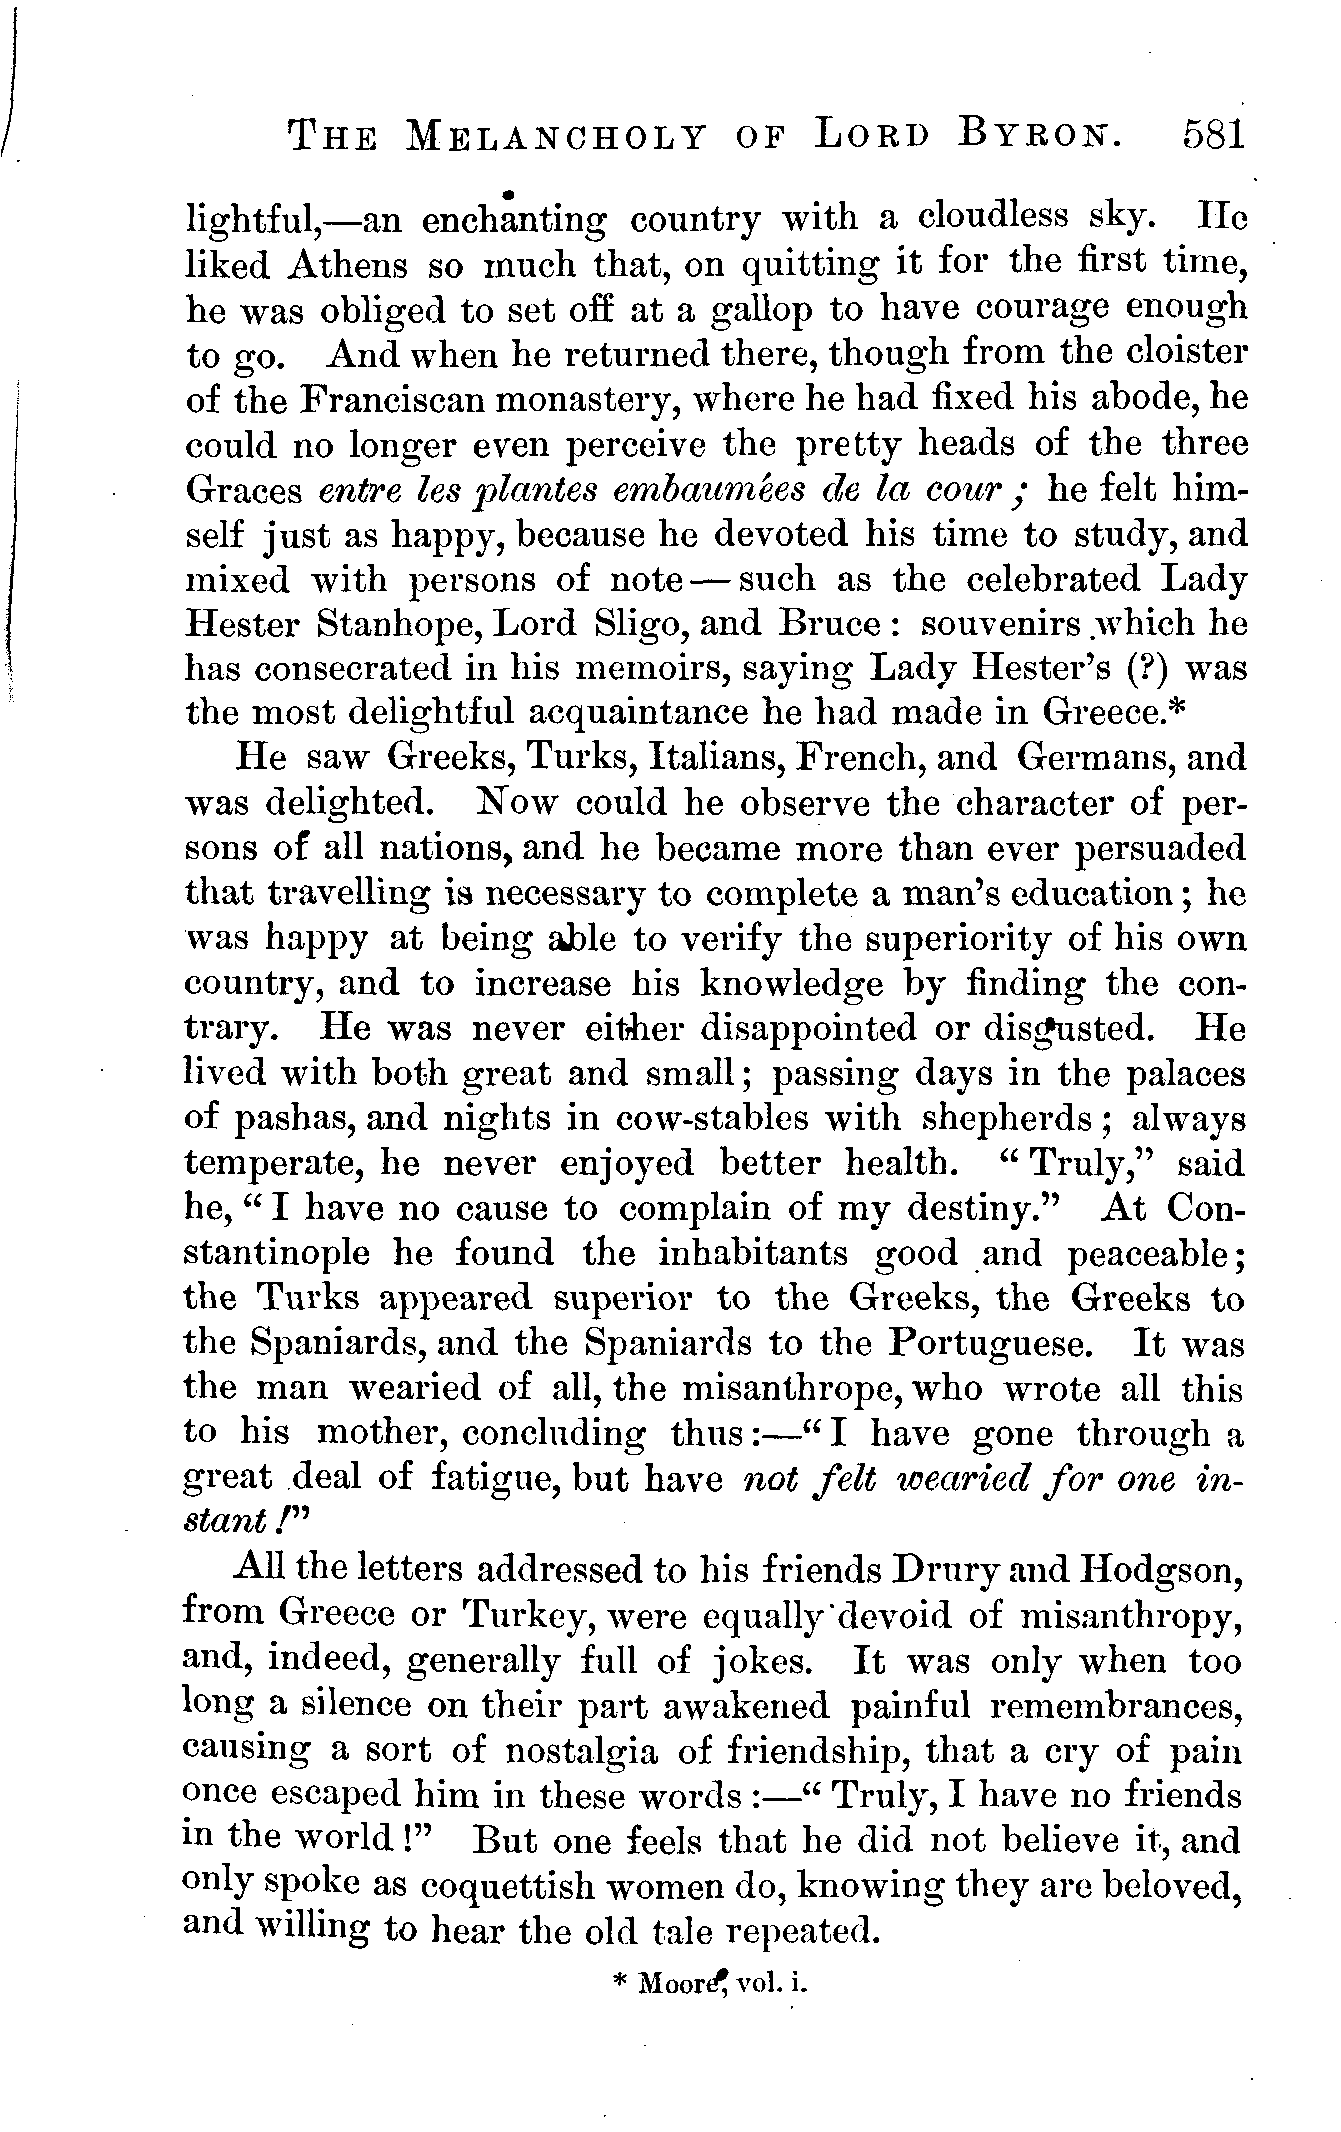 THE MELANCHOLY OF LORD BYRON. 581
lightful,—an enchanting country with a cloudless sky. He
liked Athens so much that, on quitting it for the first time,
he was obliged to set off at a gallop to have courage enough
to go. And when he returned there, though from the cloister
of the Franciscan monastery, where he had fixed his abode, he
could no longer even perceive the pretty heads of the three
Graces entre les plantes embaumées de la cour; he felt him-
self just as happy, because he devoted his time to study, and
mixed with persons of note—such as the celebrated Lady
Hester Stanhope, Lord Sligo, and Bruce: souvenirs which he
has consecrated in his memoirs, saying Lady Hester's (?) was
the most delightful acquaintance he had made in Greece.*
He saw Greeks, Turks, Italians, French, and Germans, and
was delighted. Now could he observe the character of per-
sons of all nations, and he became more than ever persuaded
that travelling is necessary to complete a man's education; he
was happy at being able to verify the superiority of his own
country, and to increase his knowledge by finding the con-
trary. He was never either disappointed or disgusted. He
lived with both great and small; passing days in the palaces
of pashas, and nights in cow-stables with shepherds; always
temperate, he never enjoyed better health. "Truly," said
he, "I have no cause to complain of my destiny." At Con-
stantinople he found the inhabitants good and peaceable;
the Turks appeared superior to the Greeks, the Greeks to
the Spaniards, and the Spaniards to the Portuguese. It was
the man wearied of all, the misanthrope, who wrote all this
to his mother, concluding thus:—"I have gone through a
great deal of fatigue, but have not felt wearied for one in-
stant!"
All the letters addressed to his friends Drury and Hodgson,
from Greece or Turkey, were equally devoid of misanthropy,
and, indeed, generally full of jokes. It was only when too
long a silence on their part awakened painful remembrances,
causing a sort of nostalgia of friendship, that a cry of pain
once escaped him in these words:—"Truly, I have no friends
in the world!" But one feels that he did not believe it, and
only spoke as coquettish women do, knowing they are beloved,
and willing to hear the old tale repeated.
* Moore, vol. i.